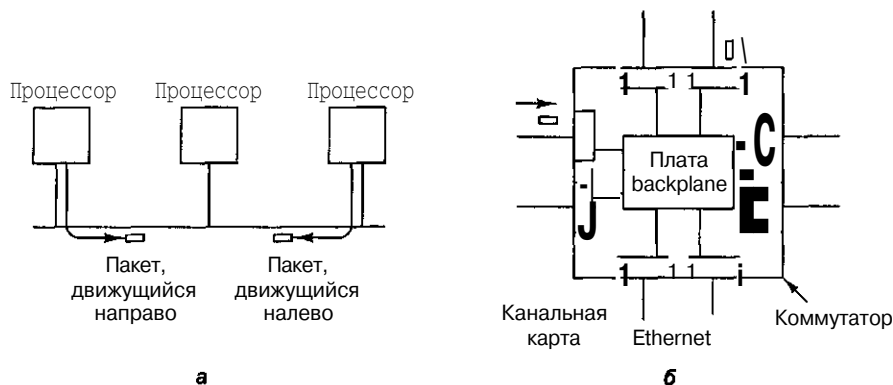 Процессор Процессор Процессор
Пакет,
движущийся
направо
Пакет,
движущийся
налево
а
Плата
backplane
Канальная
карта
Ethernet
Коммутатор
б